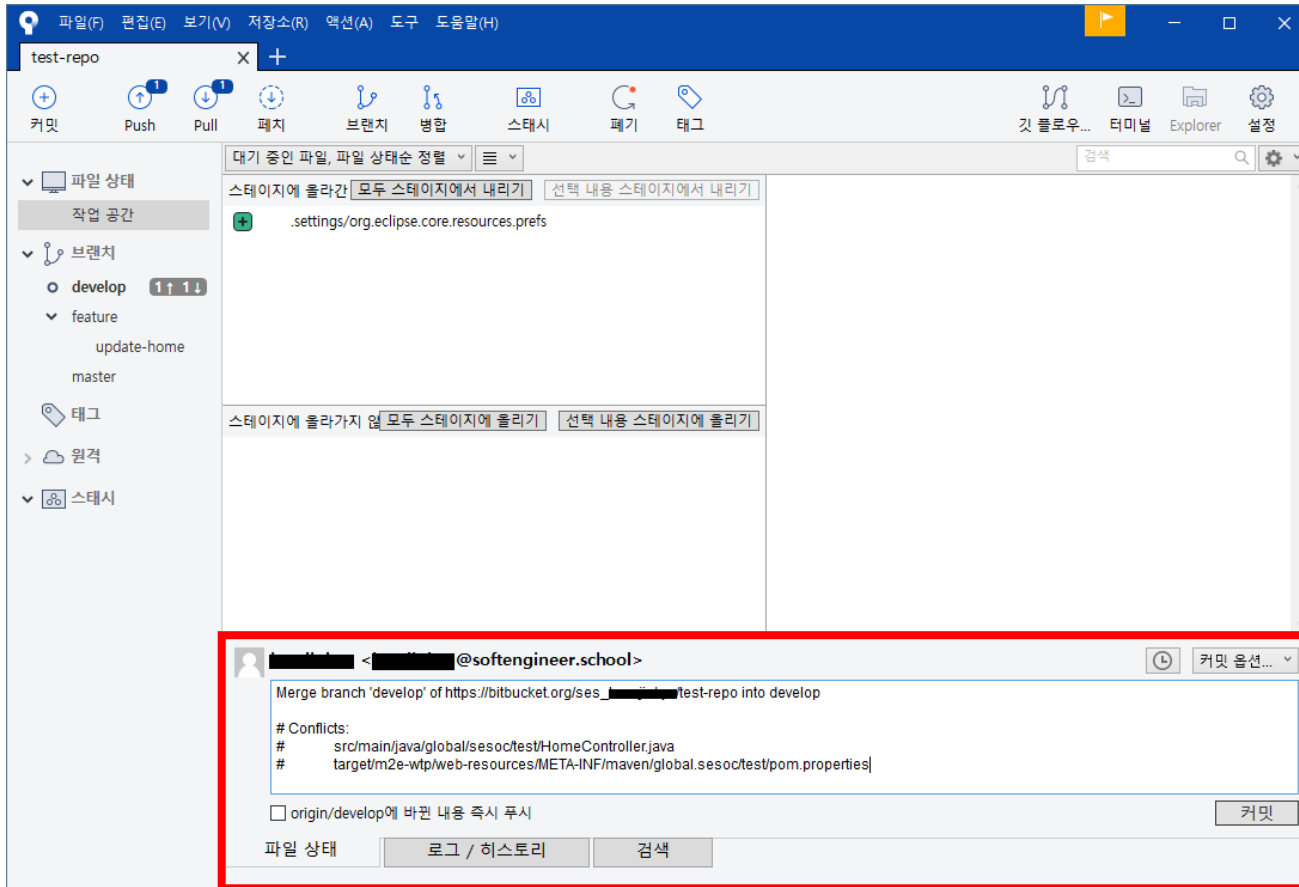 파일(F) 편집(E) 보기(V) 저장소(R) 액션(A) 도구 도움말(H)
test-repo
1 1
커밋 Push Pull 페치 브랜치 병합 스태시 폐기 태그 깃 플로우... 터미널 Explorer 설정
대기 중인 파일, 파일 상태순 정렬 검색
파일 상태
스테이지에 올라간 모두 스테이지에서 내리기 선택 내용 스테이지에서 내리기
작업 공간
.settings/org.eclipse.core.resources.prefs
브랜치
develop 1↑ 1↓
feature
update-home
master
태그
스테이지에 올라가지 않 모두 스테이지에 올리기 선택 내용 스테이지에 올리기
원격
스태시
< @softengineer.school>
커밋 옵션...
Merge branch 'develop' of https://bitbucket.org/ses_ /test-repo into develop
# Conflicts:
# src/main/java/global/sesoc/test/HomeController.java
# target/m2e-wtp/web-resources/META-INF/maven/global.sesoc/test/pom.properties
origin/develop에 바뀐 내용 즉시 푸시 커밋
파일 상태 로그 / 히스토리 검색